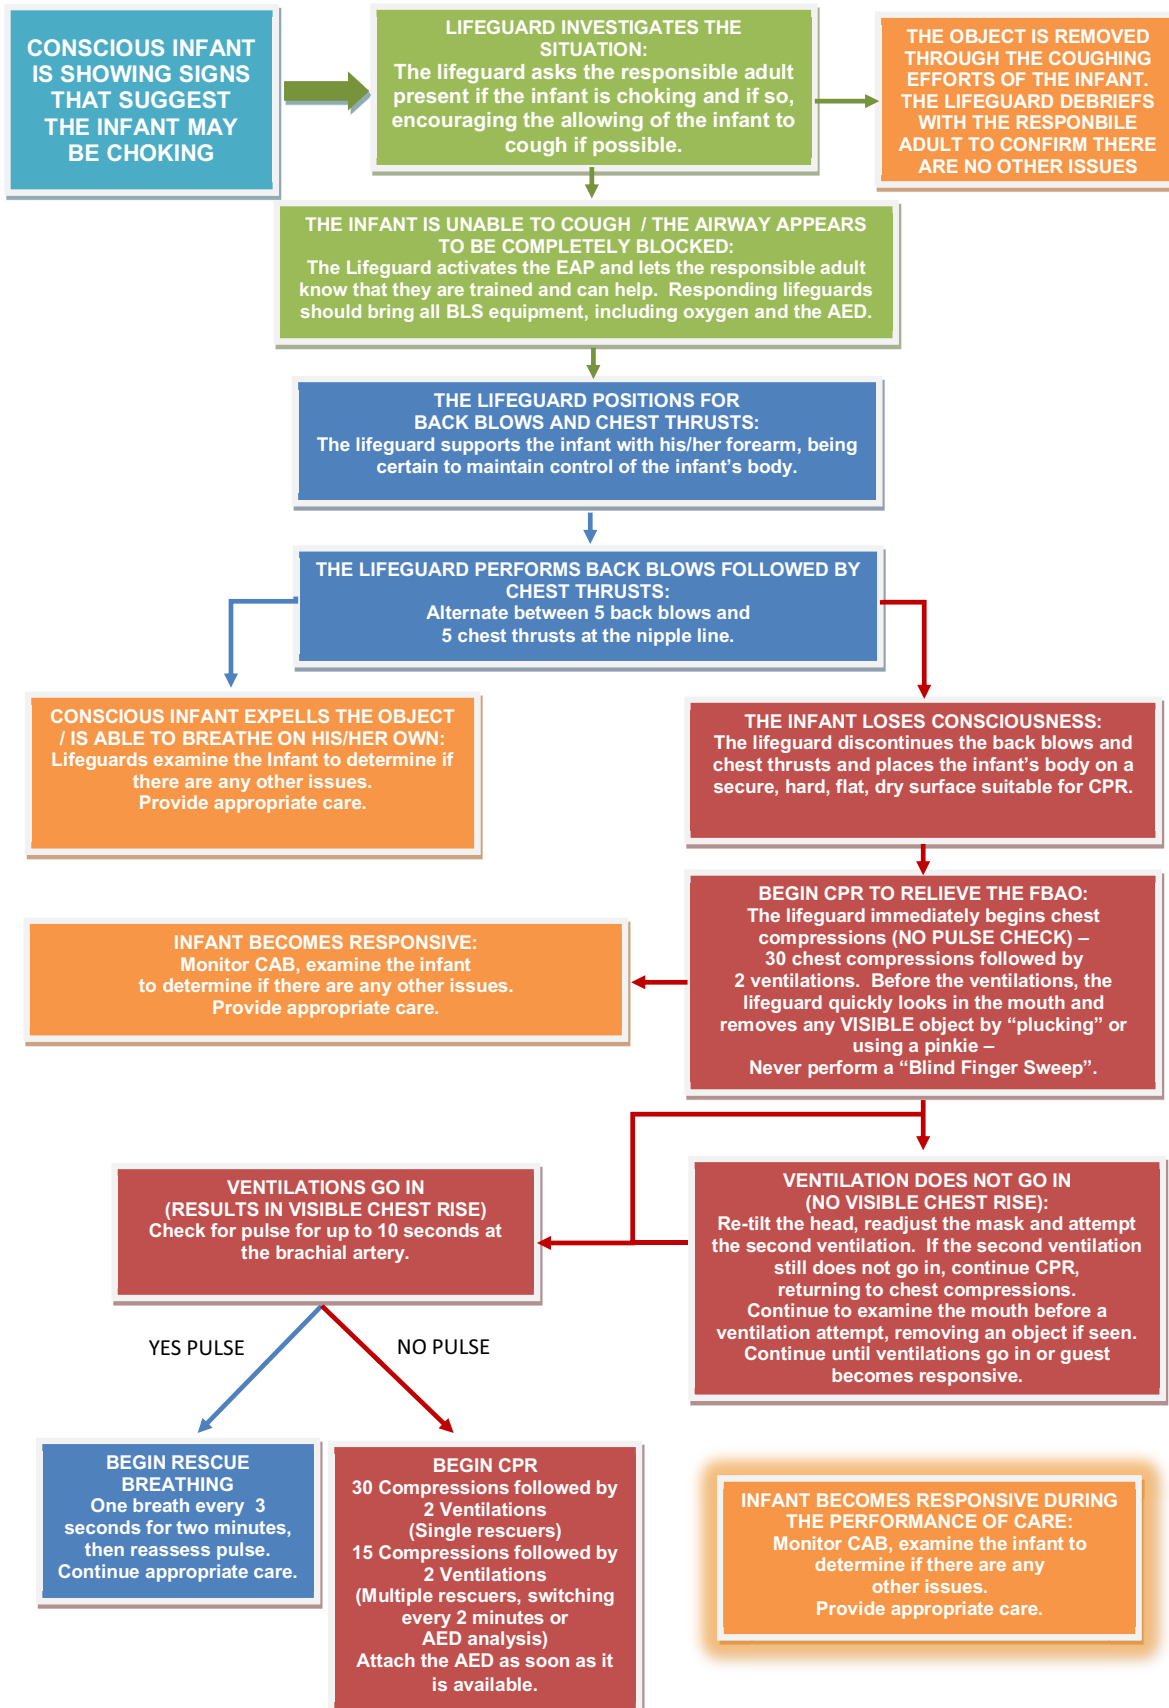 CONSCIOUS INFANT
IS SHOWING SIGNS
THAT SUGGEST
THE INFANT MAY
BE CHOKING
LIFEGUARD INVESTIGATES THE
SITUATION:
The lifeguard asks the responsible adult
present if the infant is choking and if so,
encouraging the allowing of the infant to
cough if possible.
THE OBJECT IS REMOVED
THROUGH THE COUGHING
EFFORTS OF THE INFANT.
THE LIFEGUARD DEBRIEFS
WITH THE RESPONBILE
ADULT TO CONFIRM THERE
ARE NO OTHER ISSUES
THE INFANT IS UNABLE TO COUGH / THE AIRWAY APPEARS
TO BE COMPLETELY BLOCKED:
The Lifeguard activates the EAP and lets the responsible adult
know that they are trained and can help. Responding lifeguards
should bring all BLS equipment, including oxygen and the AED.
THE LIFEGUARD POSITIONS FOR
BACK BLOWS AND CHEST THRUSTS:
The lifeguard supports the infant with his/her forearm, being
certain to maintain control of the infant's body.
THE LIFEGUARD PERFORMS BACK BLOWS FOLLOWED BY
CHEST THRUSTS:
Alternate between 5 back blows and
5 chest thrusts at the nipple line.
CONSCIOUS INFANT EXPELLS THE OBJECT
/ IS ABLE TO BREATHE ON HIS/HER OWN:
Lifeguards examine the Infant to determine if
there are any other issues.
Provide appropriate care.
THE INFANT LOSES CONSCIOUSNESS:
The lifeguard discontinues the back blows and
chest thrusts and places the infant's body on a
secure, hard, flat, dry surface suitable for CPR.
BEGIN CPR TO RELIEVE THE FBAO:
The lifeguard immediately begins chest
compressions (NO PULSE CHECK) –
30 chest compressions followed by
2 ventilations. Before the ventilations, the
lifeguard quickly looks in the mouth and
removes any VISIBLE object by “plucking” or
using a pinkie –
Never perform a “Blind Finger Sweep”.
INFANT BECOMES RESPONSIVE:
Monitor CAB, examine the infant
to determine if there are any other issues.
Provide appropriate care.
VENTILATIONS GO IN
(RESULTS IN VISIBLE CHEST RISE)
Check for pulse for up to 10 seconds at
the brachial artery.
VENTILATION DOES NOT GO IN
(NO VISIBLE CHEST RISE):
Re-tilt the head, readjust the mask and attempt
the second ventilation. If the second ventilation
still does not go in, continue CPR,
returning to chest compressions.
Continue to examine the mouth before a
ventilation attempt, removing an object if seen.
Continue until ventilations go in or guest
becomes responsive.
YES PULSE
NO PULSE
BEGIN RESCUE
BREATHING
One breath every 3
seconds for two minutes,
then reassess pulse.
Continue appropriate care.
BEGIN CPR
30 Compressions followed by
2 Ventilations
(Single rescuers)
15 Compressions followed by
2 Ventilations
(Multiple rescuers, switching
every 2 minutes or
AED analysis)
Attach the AED as soon as it
is available.
INFANT BECOMES RESPONSIVE DURING
THE PERFORMANCE OF CARE:
Monitor CAB, examine the infant to
determine if there are any
other issues.
Provide appropriate care.